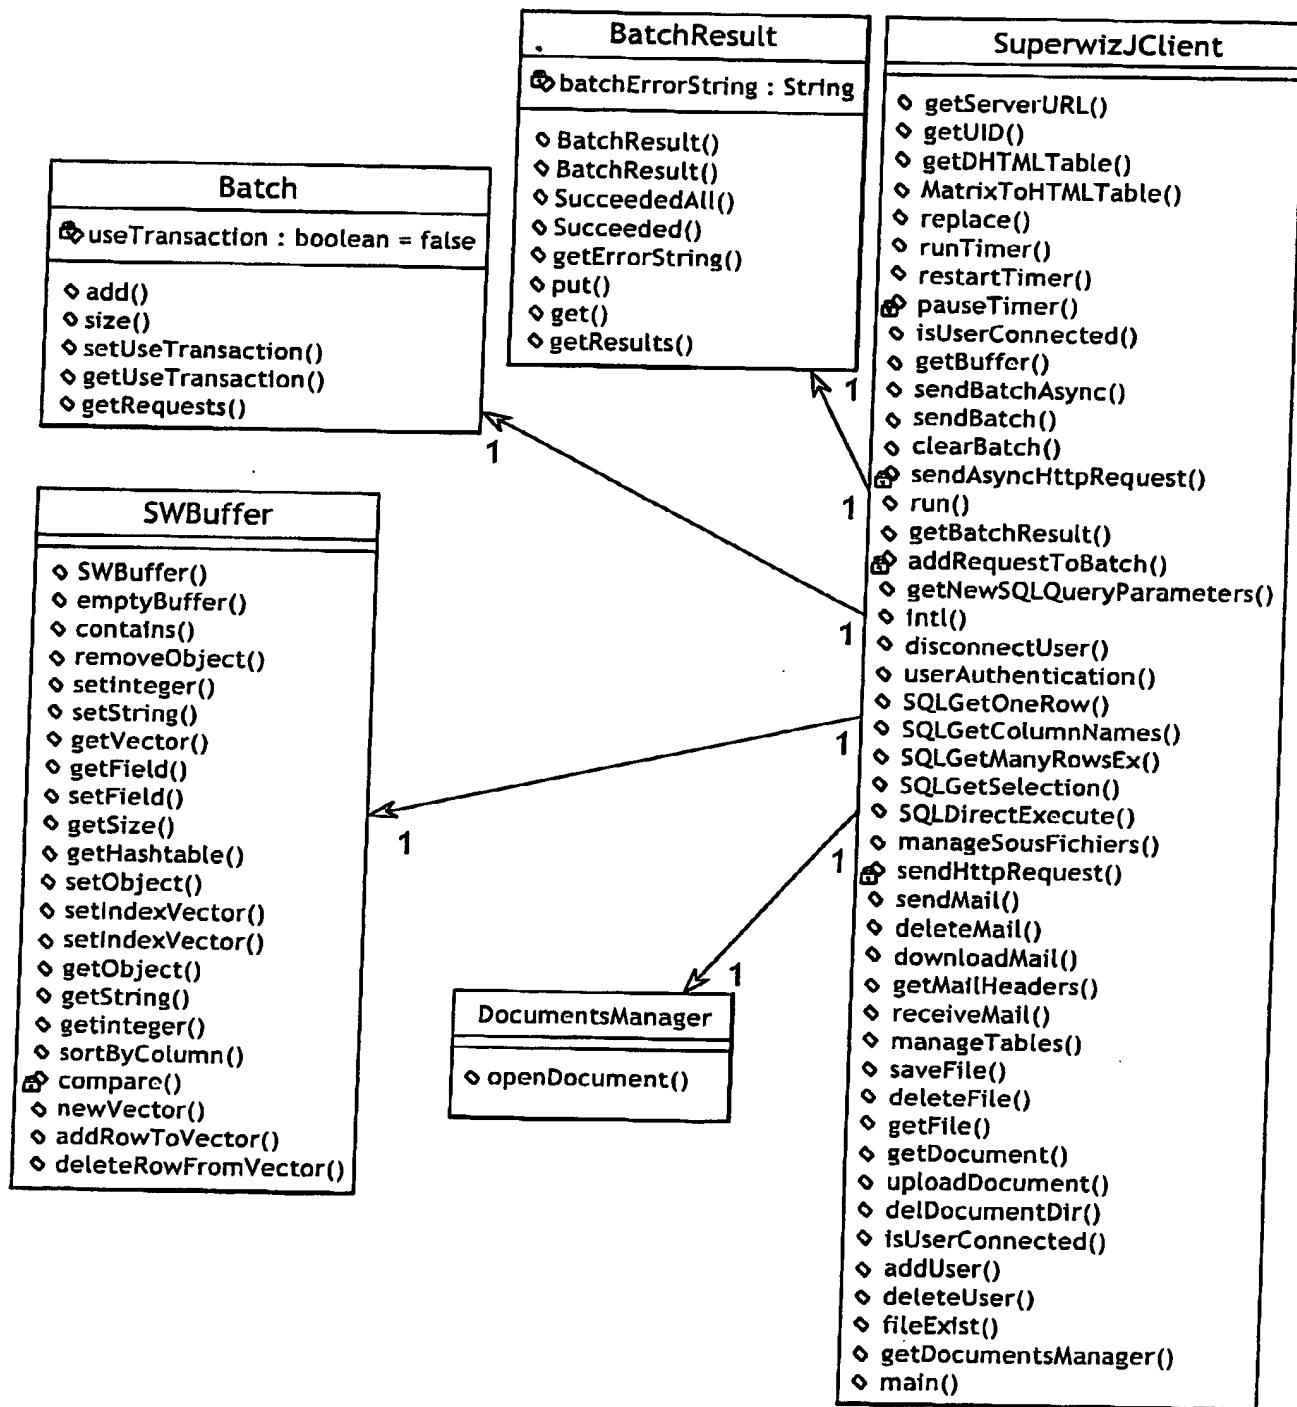 BatchResult
batchErrorString : String
BatchResult()
BatchResult()
SucceededAll()
Succeeded()
getErrorString()
put()
get()
getResults()
1
SuperwizJClient
getServerURL()
getUID()
getDHTMLTable()
MatrixToHTMLTable()
replace()
runTimer()
restartTimer()
pauseTimer()
isUserConnected()
getBuffer()
sendBatchAsync()
sendBatch()
clearBatch()
sendAsyncHttpRequest()
run()
getBatchResult()
addRequestToBatch()
getNewSQLQueryParameters()
intl()
disconnectUser()
userAuthentication()
SQLGetOneRow()
SQLGetColumnNames()
SQLGetManyRowsEx()
SQLGetSelection()
SQLDirectExecute()
manageSousFichiers()
sendHttpRequest()
sendMail()
deleteMail()
downloadMail()
getMailHeaders()
receiveMail()
manageTables()
saveFile()
deleteFile()
getFile()
getDocument()
uploadDocument()
delDocumentDir()
isUserConnected()
addUser()
deleteUser()
fileExist()
getDocumentsManager()
main()
1
1
1
1
Batch
useTransaction : boolean = false
add()
size()
setUseTransaction()
getUseTransaction()
getRequests()
1
SWBuffer
SWBuffer()
emptyBuffer()
contains()
removeObject()
setinteger()
setString()
getVector()
getField()
setField()
getSize()
getHashtable()
setObject()
setIndexVector()
setIndexVector()
getObject()
getString()
getinteger()
sortByColumn()
compare()
newVector()
addRowToVector()
deleteRowFromVector()
1
DocumentsManager
openDocument()
1